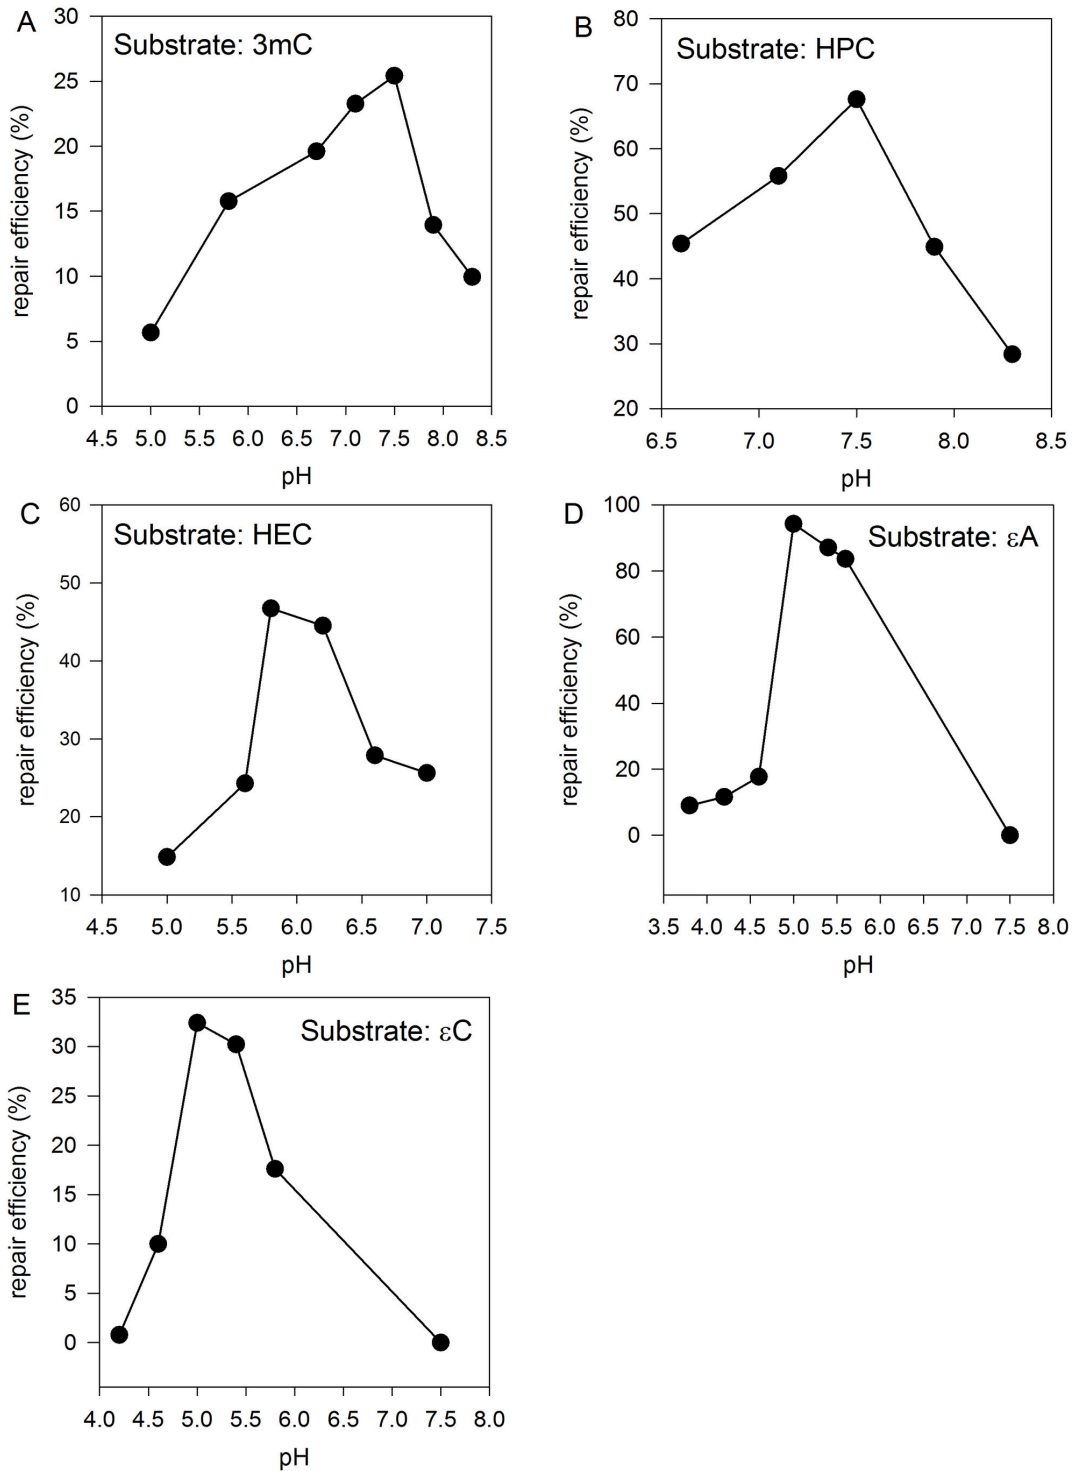 A
Substrate: 3mC
repair efficiency (%)
30
25
20
15
10
5
0
4.5 5.0 5.5 6.0 6.5 7.0 7.5 8.0 8.5
pH
B
Substrate: HPC
repair efficiency (%)
80
70
60
50
40
30
20
6.5 7.0 7.5 8.0 8.5
pH
C
Substrate: HEC
repair efficiency (%)
60
50
40
30
20
10
4.5 5.0 5.5 6.0 6.5 7.0 7.5
pH
D
Substrate: εA
repair efficiency (%)
100
80
60
40
20
0
3.5 4.0 4.5 5.0 5.5 6.0 6.5 7.0 7.5 8.0
pH
E
Substrate: εC
repair efficiency (%)
35
30
25
20
15
10
5
0
4.0 4.5 5.0 5.5 6.0 6.5 7.0 7.5 8.0
pH